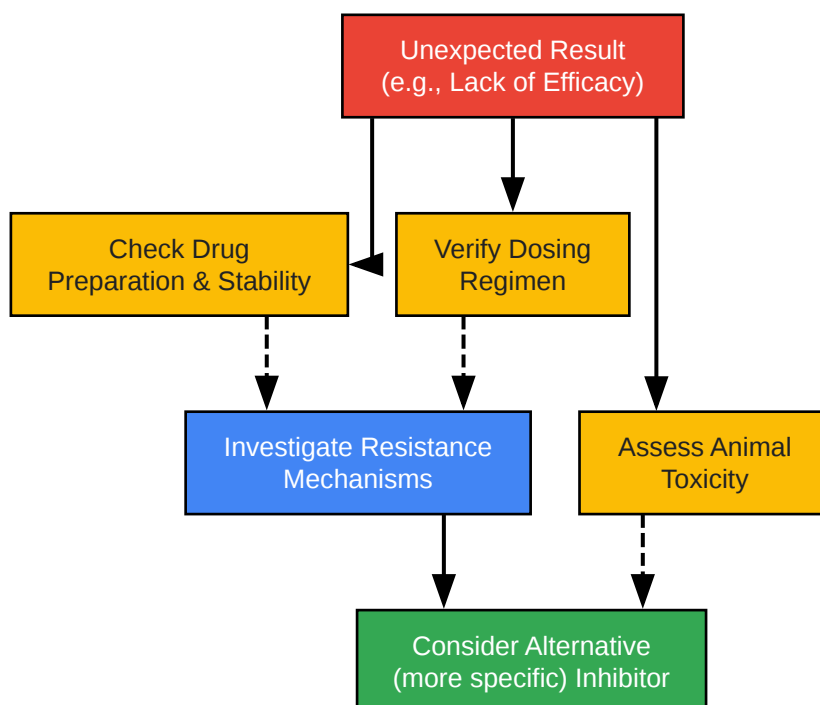 Unexpected Result
(e.g., Lack of Efficacy)
Check Drug
Preparation & Stability
Verify Dosing
Regimen
Investigate Resistance
Mechanisms
Assess Animal
Toxicity
Consider Alternative
(more specific) Inhibitor